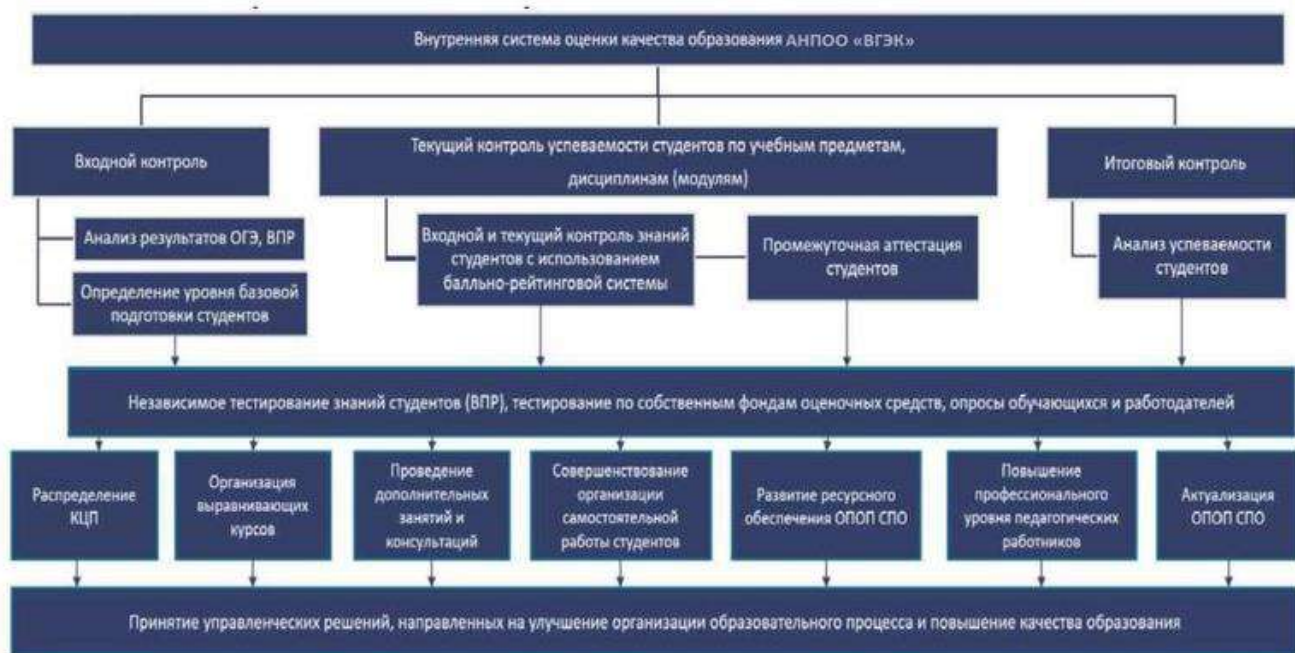 Внутренняя система оценки качества образования АНПОО «ВГЭК»
Входной контроль
Текущий контроль успеваемости студентов по учебным предметам,
дисциплинам (модулям)
Итоговый контроль
Анализ результатов ОГЭ, ВПР
Определение уровня базовой
подготовки студентов
Входной и текущий контроль знаний
студентов с использованием
балльно-рейтинговой системы
Промежуточная аттестация
студентов
Анализ успеваемости
студентов
Независимое тестирование знаний студентов (ВПР), тестирование по собственным фондам оценочных средств, опросы обучающихся и работодателей
Распределение
КЦП
Организация
выравнивающих
курсов
Проведение
дополнительных
занятий и
консультаций
Совершенствование
организации
самостоятельной
работы студентов
Развитие ресурсного
обеспечения ОПОП СПО
Повышение
профессионального
уровня педагогических
работников
Актуализация
ОПОП СПО
Принятие управленческих решений, направленных на улучшение организации образовательного процесса и повышение качества образования